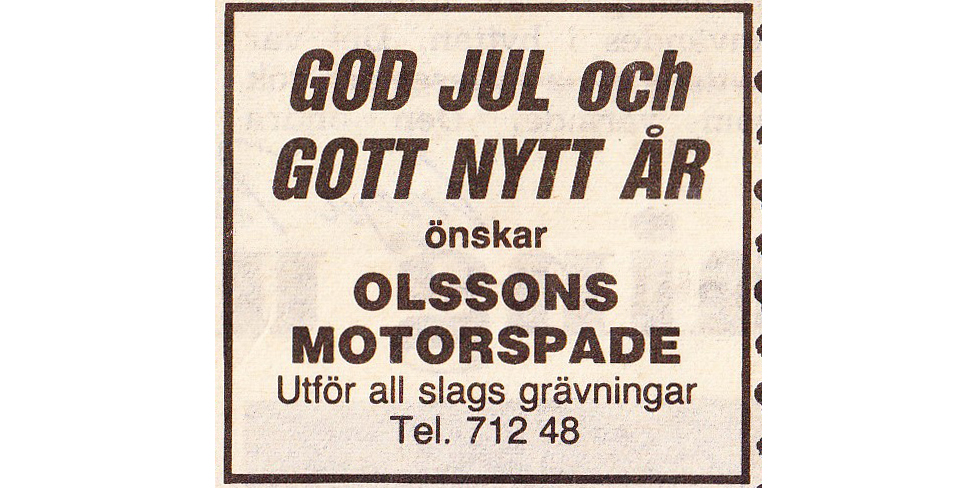 GOD JUL och
GOTT NYTT ÅR
önskar
OLSSONS
MOTORSPADE
Utför all slags grävningar
Tel. 712 48